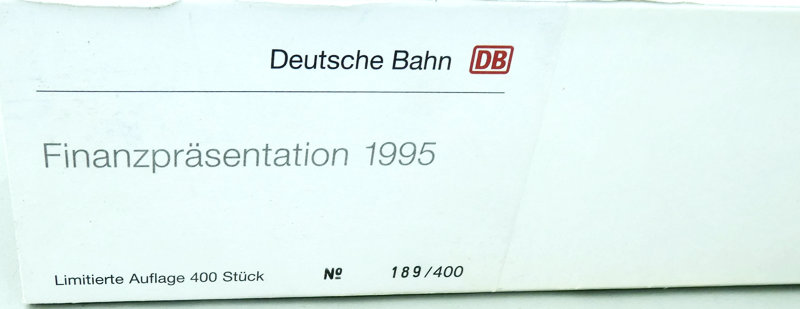 Deutsche Bahn DB
Finanzpräsentation 1995
Limitierte Auflage 400 Stück Nº 189/400